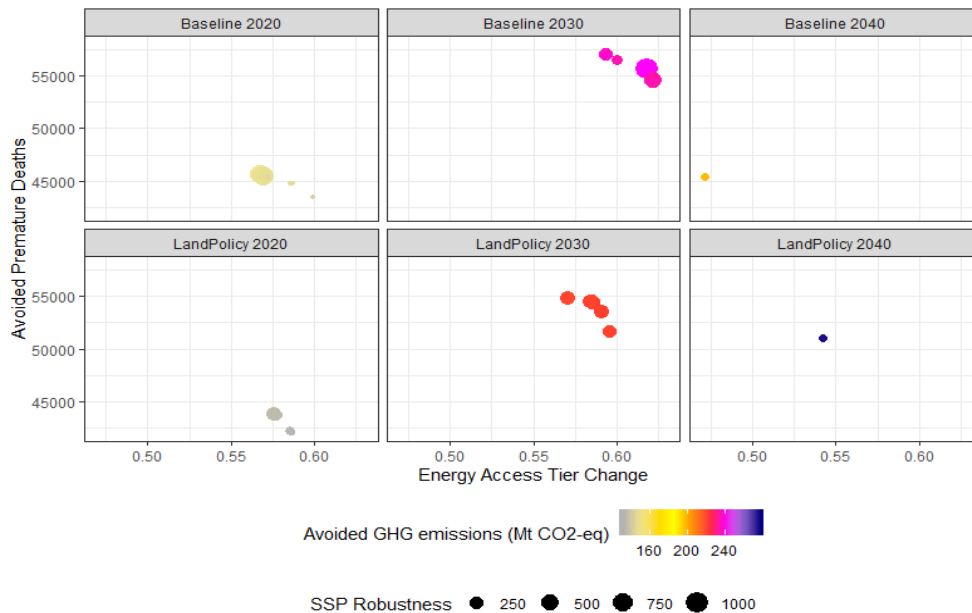 Baseline 2020 Baseline 2030 Baseline 2040
55000
50000
45000
LandPolicy 2020 LandPolicy 2030 LandPolicy 2040
55000
50000
45000
Avoided Premature Deaths
0.50 0.55 0.60 0.50 0.55 0.60 0.50 0.55 0.60
Energy Access Tier Change
Avoided GHG emissions (Mt CO2-eq)
160 200 240
SSP Robustness 250 500 750 1000